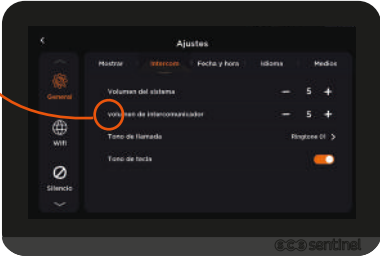 Ajustes
Mostrar Intercom Fecha y hora Idioma Medios
General
Volumen del sistema 5
volumen de intercomunicador 5
Wifi
Tono de llamada Ringtone 01
Tono de tecla
Silencio
eco sentinel